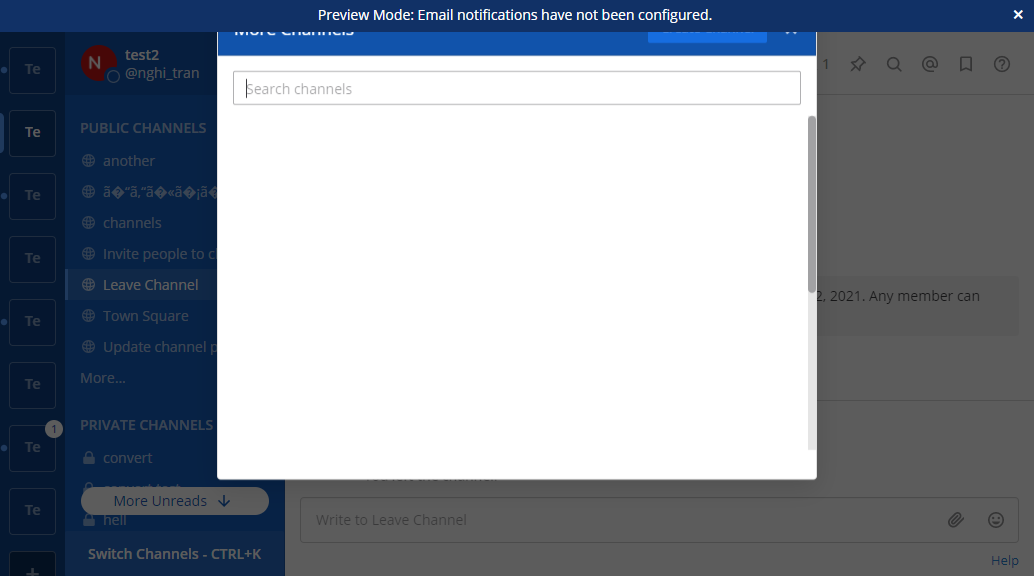 Preview Mode: Email notifications have not been configured.
Te
Te
Te
Te
Te
Te
Te
1
Te
N
test2
@nghi_tran
PUBLIC CHANNELS
another
channels
Invite people to
Leave Channel
Town Square
Update channel
More...
PRIVATE CHANNELS
convert
More Unreads
hell
Switch Channels - CTRL+K
More Channels
Create Channel
Search channels
1
2, 2021. Any member can
Write to Leave Channel
Help